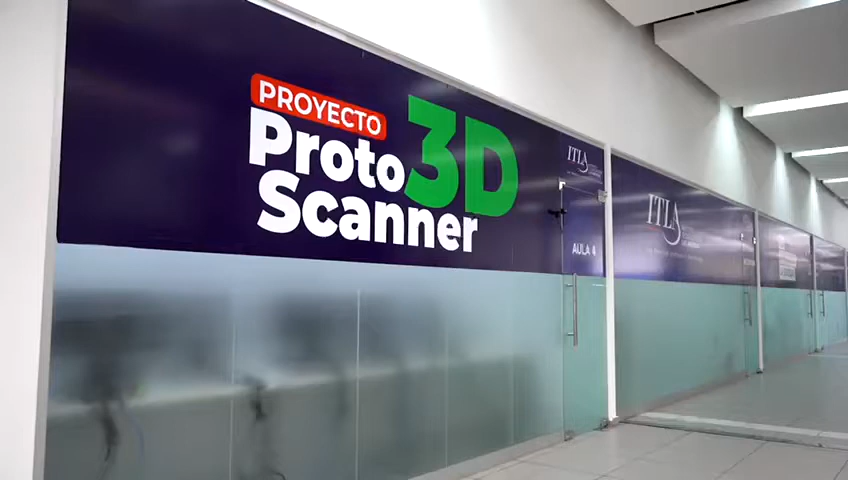 PROYECTO
Proto 3D
Scanner
ITLA
AULA 4
ITLA